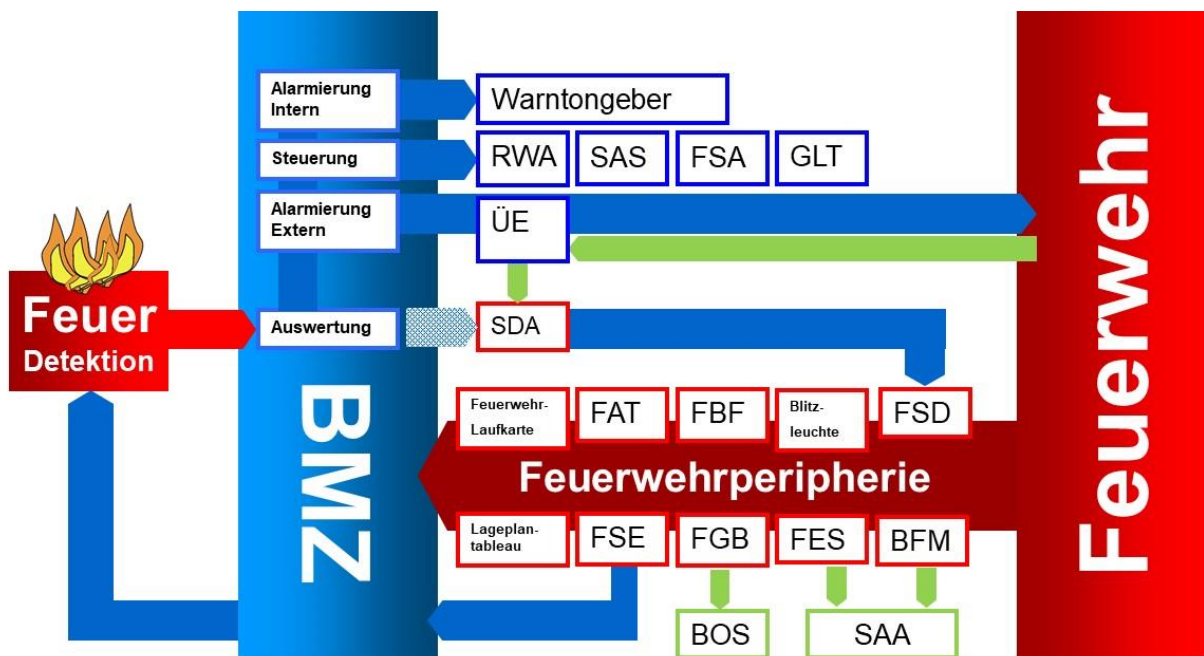 Alarmierung
Intern
Warntongeber
Steuerung
RWA
SAS
FSA
GLT
Alarmierung
Extern
ÜE
Feuer
Detektion
Auswertung
SDA
BMZ
Feuerwehr-
Laufkarte
FAT
FBF
Blitz-
leuchte
FSD
Feuerwehrperipherie
Lageplan-
tableau
FSE
FGB
FES
BFM
BOS
SAA
Feuerwehr